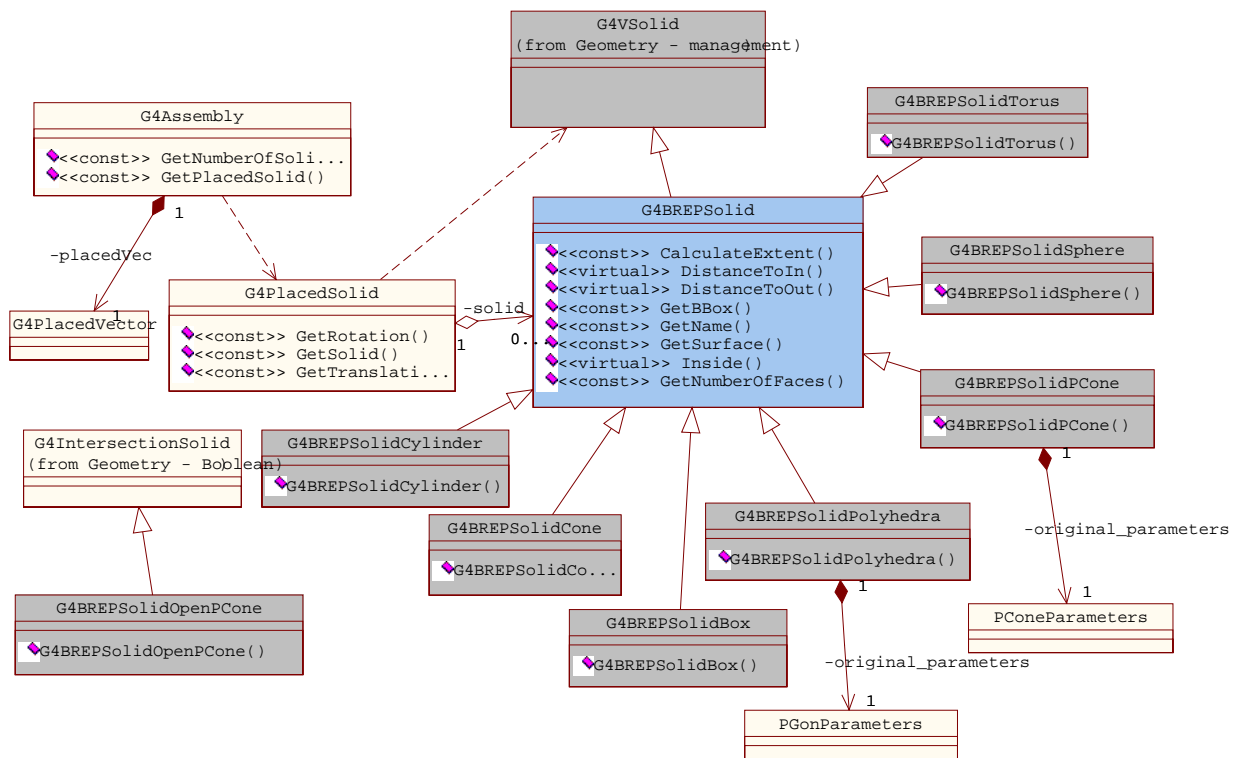 G4VSolid
(from Geometry - management)
G4Assembly
<<const>> GetNumberOfSoli...
<<const>> GetPlacedSolid()
G4BREPSolidTorus
G4BREPSolidTorus()
1
-placedVec
1
G4PlacedVector
G4PlacedSolid
<<const>> GetRotation()
<<const>> GetSolid()
<<const>> GetTranslati...
-solid
1
0...
G4BREPSolid
<<const>> CalculateExtent()
<<virtual>> DistanceToIn()
<<virtual>> DistanceToOut()
<<const>> GetBBox()
<<const>> GetName()
<<const>> GetSurface()
<<virtual>> Inside()
<<const>> GetNumberOfFaces()
G4BREPSolidSphere
G4BREPSolidSphere()
G4BREPSolidPCone
G4BREPSolidPCone()
1
-original_parameters
1
PConeParameters
G4IntersectionSolid
(from Geometry - Boolean)
G4BREPSolidCylinder
G4BREPSolidCylinder()
G4BREPSolidCone
G4BREPSolidCo...
G4BREPSolidPolyhedra
G4BREPSolidPolyhedra()
1
-original_parameters
1
PGonParameters
G4BREPSolidOpenPCone
G4BREPSolidOpenPCone()
G4BREPSolidBox
G4BREPSolidBox()